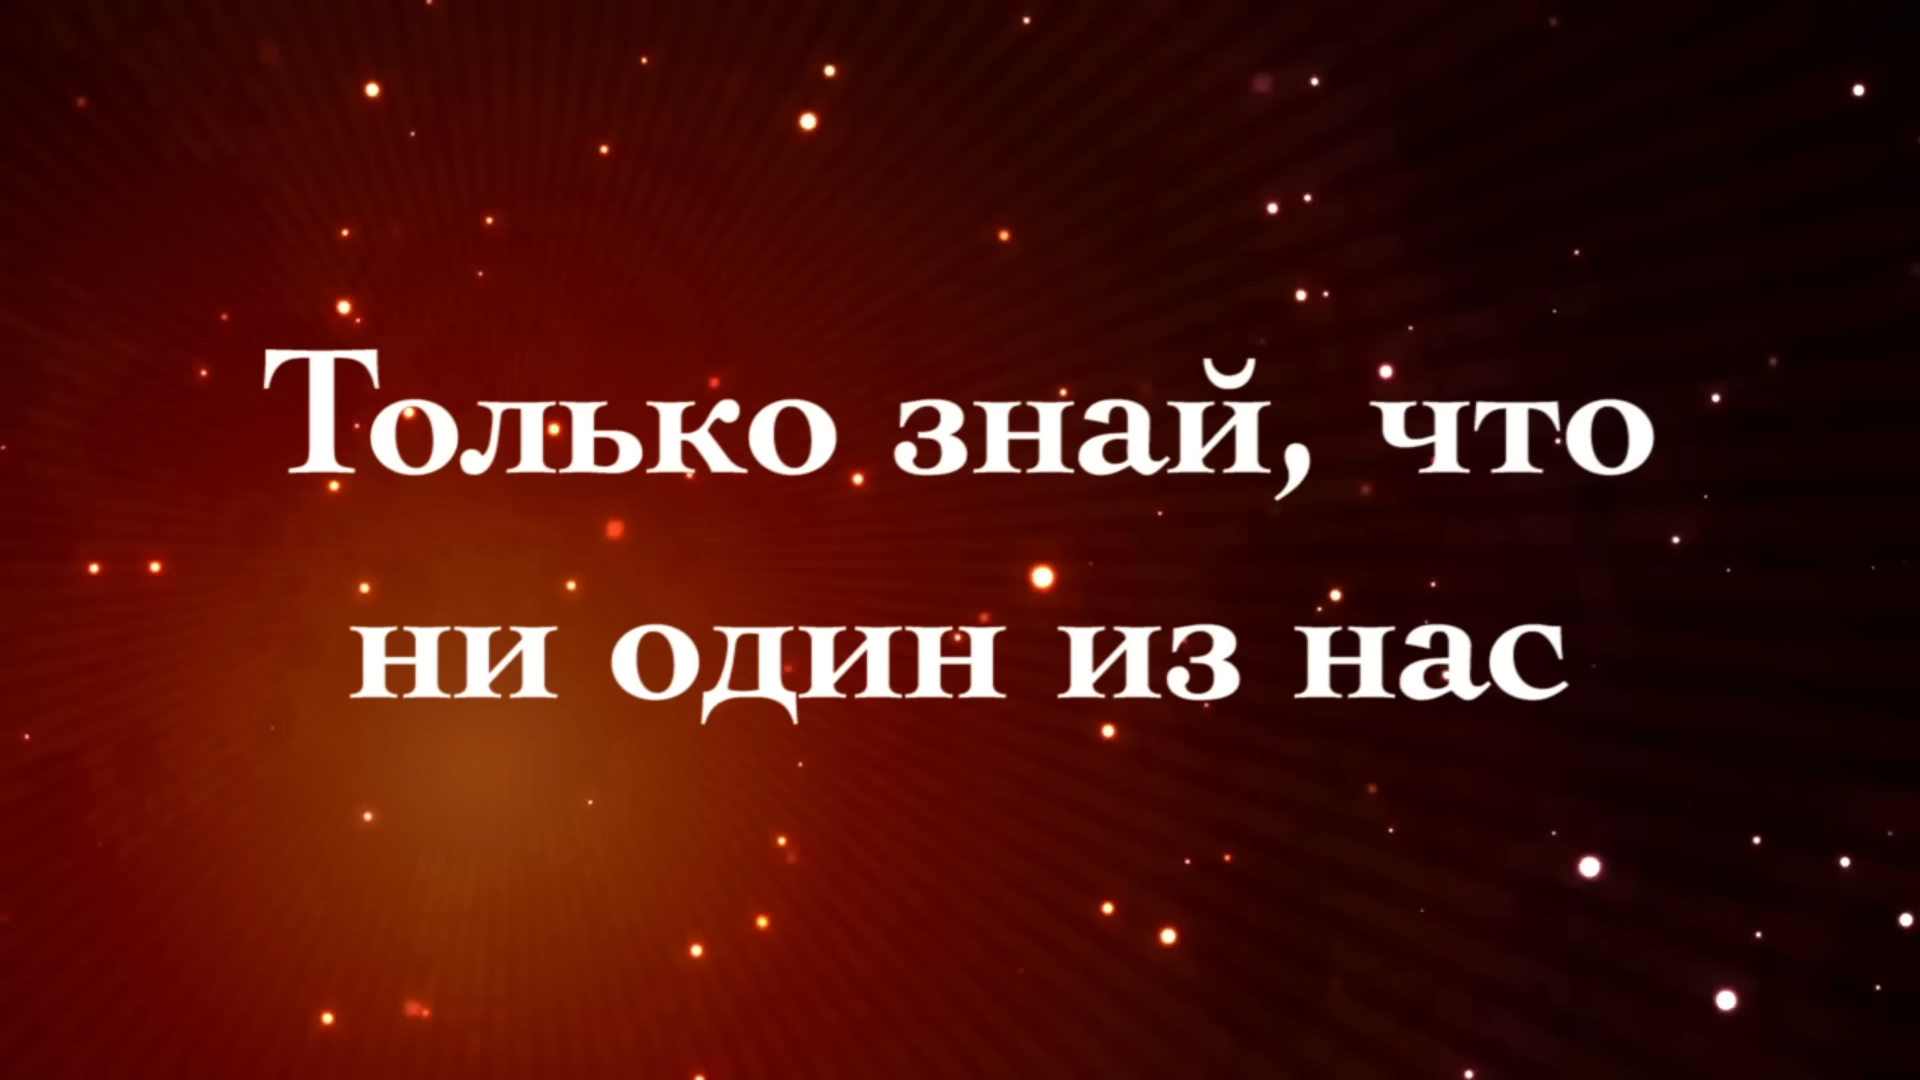 Только знай, что
ни один из нас